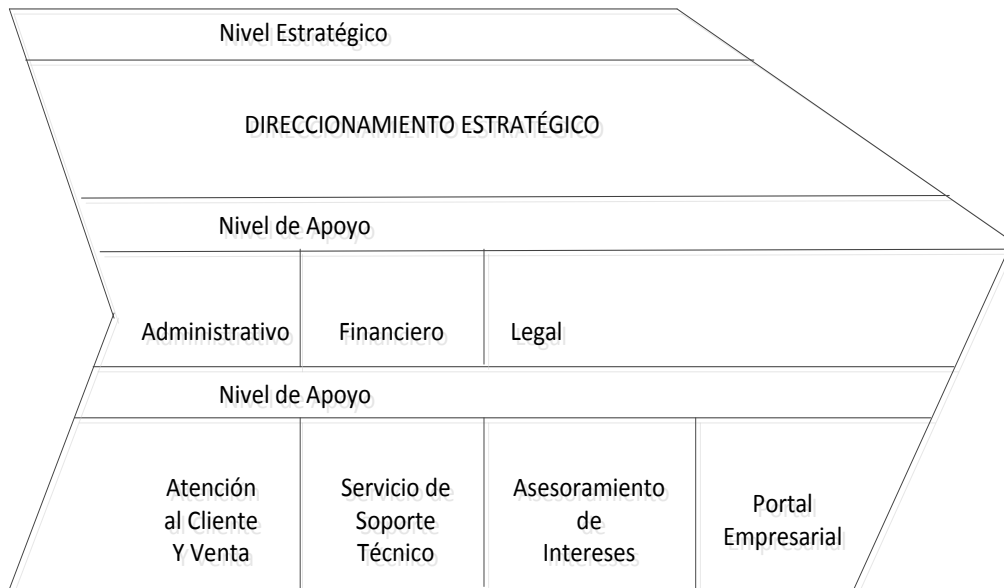 Nivel Estratégico
DIRECCIONAMIENTO ESTRATÉGICO
Nivel de Apoyo
Administrativo
Financiero
Legal
Nivel de Apoyo
Atención
al Cliente
Y Venta
Servicio de
Soporte
Técnico
Asesoramiento
de
Intereses
Portal
Empresarial